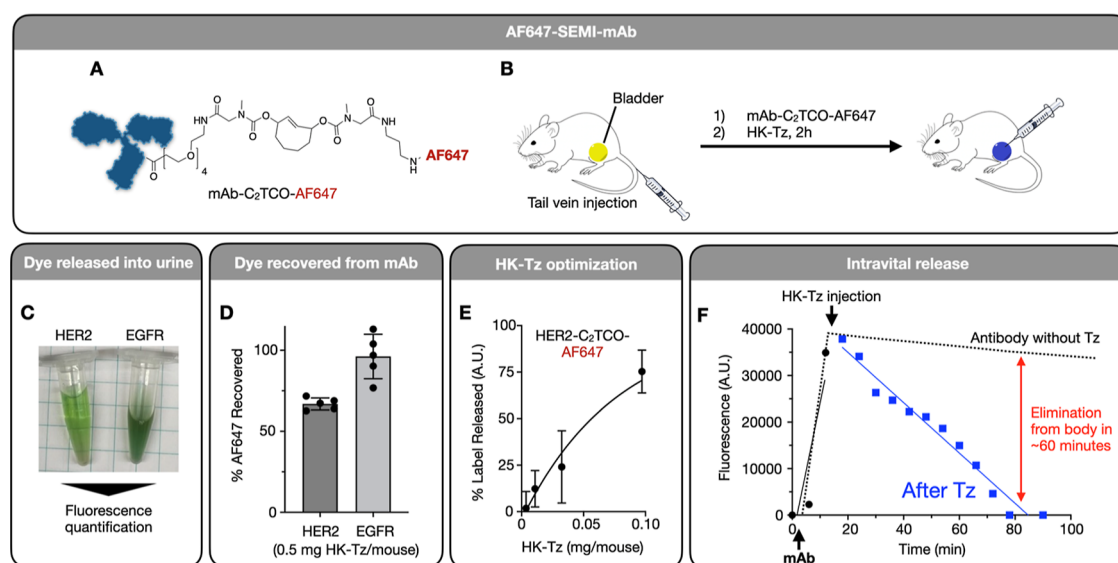 AF647-SEMI-mAb
A
O
HN
O
N
O
O
O
O
N
O
NH
N
H
AF647
O
O
4
mAb-C₂TCO-AF647
B
Bladder
Tail vein injection
1) mAb-C₂TCO-AF647
2) HK-Tz, 2h
Dye released into urine
C
HER2 EGFR
Fluorescence
quantification
Dye recovered from mAb
D
% AF647 Recovered
100
50
0
HER2 EGFR
(0.5 mg HK-Tz/mouse)
HK-Tz optimization
E
HER2-C₂TCO-
AF647
% Label Released (A.U.)
100
75
50
25
0
0 0.05 0.10
HK-Tz (mg/mouse)
Intravital release
F
HK-Tz injection
Antibody without Tz
Fluorescence (A.U.)
40000
30000
20000
10000
0
Elimination
from body in
~60 minutes
After Tz
0 20 40 60 80 100
mAb
Time (min)